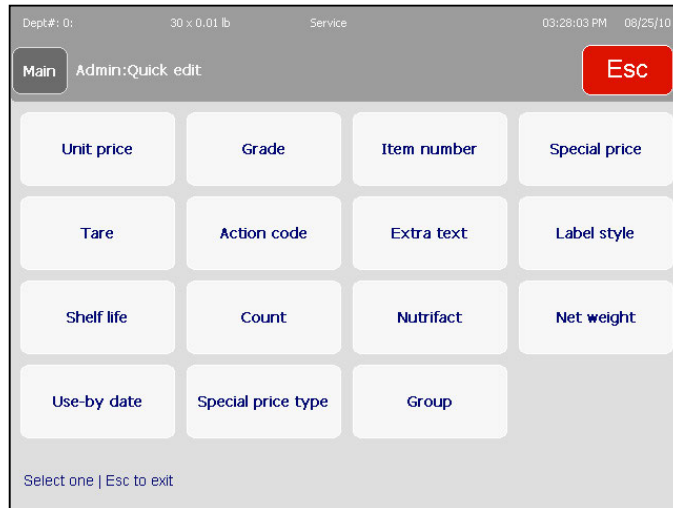 Dept#: 0: 30 x 0.01 lb Service 03:28:03 PM 08/25/10
Main Admin:Quick edit Esc
Unit price Grade Item number Special price
Tare Action code Extra text Label style
Shelf life Count Nutrifact Net weight
Use-by date Special price type Group
Select one | Esc to exit